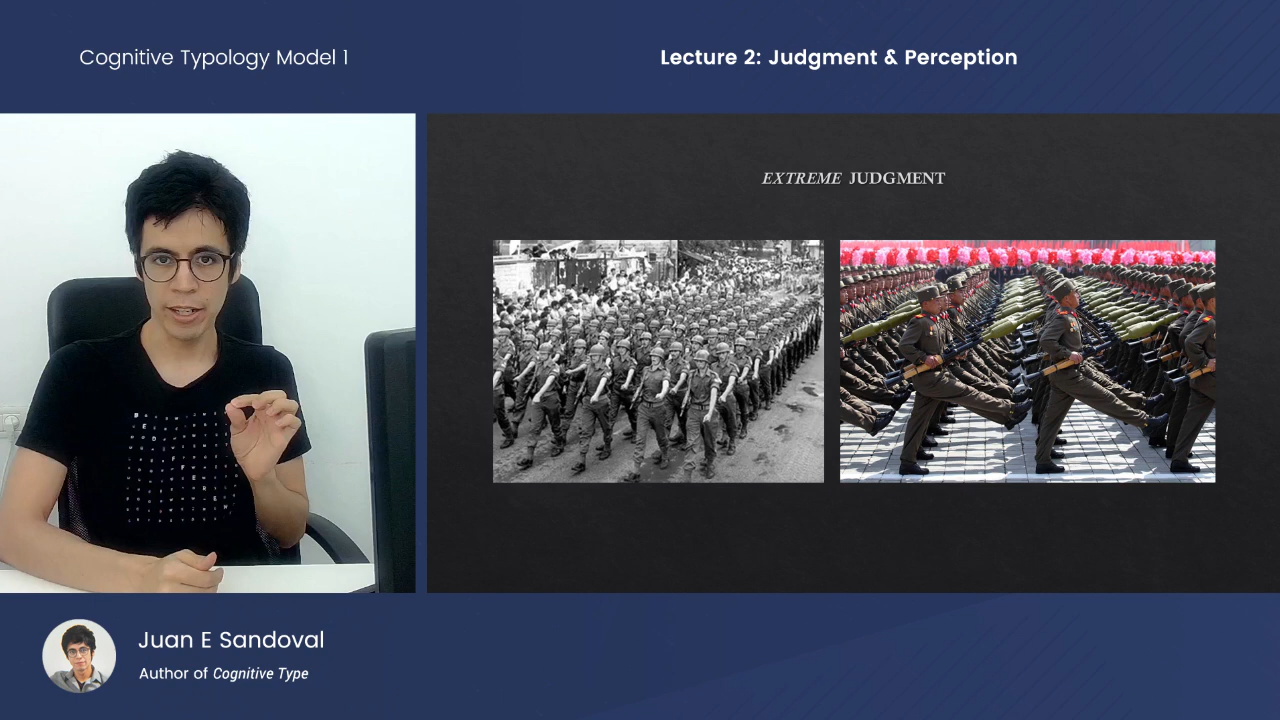 Cognitive Typology Model 1
Lecture 2: Judgment & Perception
EXTREME JUDGMENT
Juan E Sandoval
Author of Cognitive Type